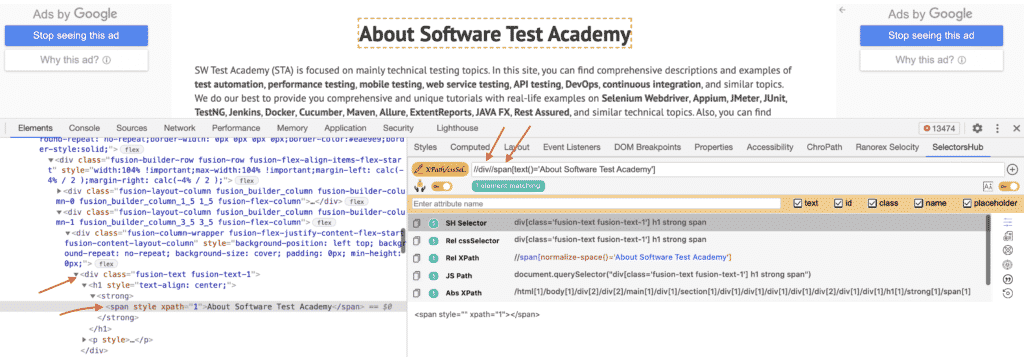 Ads by Google
Stop seeing this ad
Why this ad?
About Software Test Academy
SW Test Academy (STA) is focused on mainly technical testing topics. In this site, you can find comprehensive descriptions and examples of
test automation, performance testing, mobile testing, web service testing, API testing, DevOps, continuous integration, and similar topics.
We do our best to provide you comprehensive and unique tutorials with real-life examples on Selenium Webdriver, Appium, JMeter, JUnit,
TestNG, Jenkins, Docker, Cucumber, Maven, Allure, ExtentReports, JAVA FX, Rest Assured, and similar technical topics. Also, you can find
Ads by Google
Stop seeing this ad
Why this ad?
Elements Console Sources Network Performance Memory Application Security Lighthouse 13474
round-repeat: no-repeat;border-width: 0px 0px 0px 0px;border-color:#eae9e9;bord
er-style:solid;"> flex
<div class="fusion-builder-row fusion-row fusion-flex-align-items-flex-star
t" style="width:104% !important;max-width:104% !important;margin-left: calc(-
4% / 2 );margin-right: calc(-4% / 2 );"> flex
<div class="fusion-layout-column fusion_builder_column fusion-builder-colum
n-0 fusion_builder_column_1_5 1_5 fusion-flex-column">…</div> flex
<div class="fusion-layout-column fusion_builder_column fusion-builder-colum
n-1 fusion_builder_column_3_5 3_5 fusion-flex-column"> flex
<div class="fusion-column-wrapper fusion-flex-justify-content-flex-start
fusion-content-layout-column" style="background-position: left top; backgr
ound-repeat: no-repeat; background-size: cover; padding: 0px; min-height:
0px;"> flex
<div class="fusion-text fusion-text-1">
<h1 style="text-align: center;">
<strong>
<span style xpath="1">About Software Test Academy</span> == $0
</strong>
</h1>
<p style>…</p>
</div>
Styles Computed Layout Event Listeners DOM Breakpoints Properties Accessibility ChroPath Ranorex Selocity SelectorsHub
XPath/cssSel.. //div//span[text()='About Software Test Academy']
On 1 element matching
Enter attribute name text id class name placeholder
1 SH Selector div[class='fusion-text fusion-text-1'] h1 strong span
1 Rel cssSelector div[class='fusion-text fusion-text-1'] h1 strong span
1 Rel XPath //span[normalize-space()='About Software Test Academy']
1 JS Path document.querySelector("div[class='fusion-text fusion-text-1'] h1 strong span")
1 Abs XPath /html[1]/body[1]/div[2]/div[2]/main[1]/div[1]/section[1]/div[1]/div[1]/div[1]/div[1]/div[2]/div[1]/div[1]/h1[1]/strong[1]/span[1]
<span style="" xpath="1"></span>